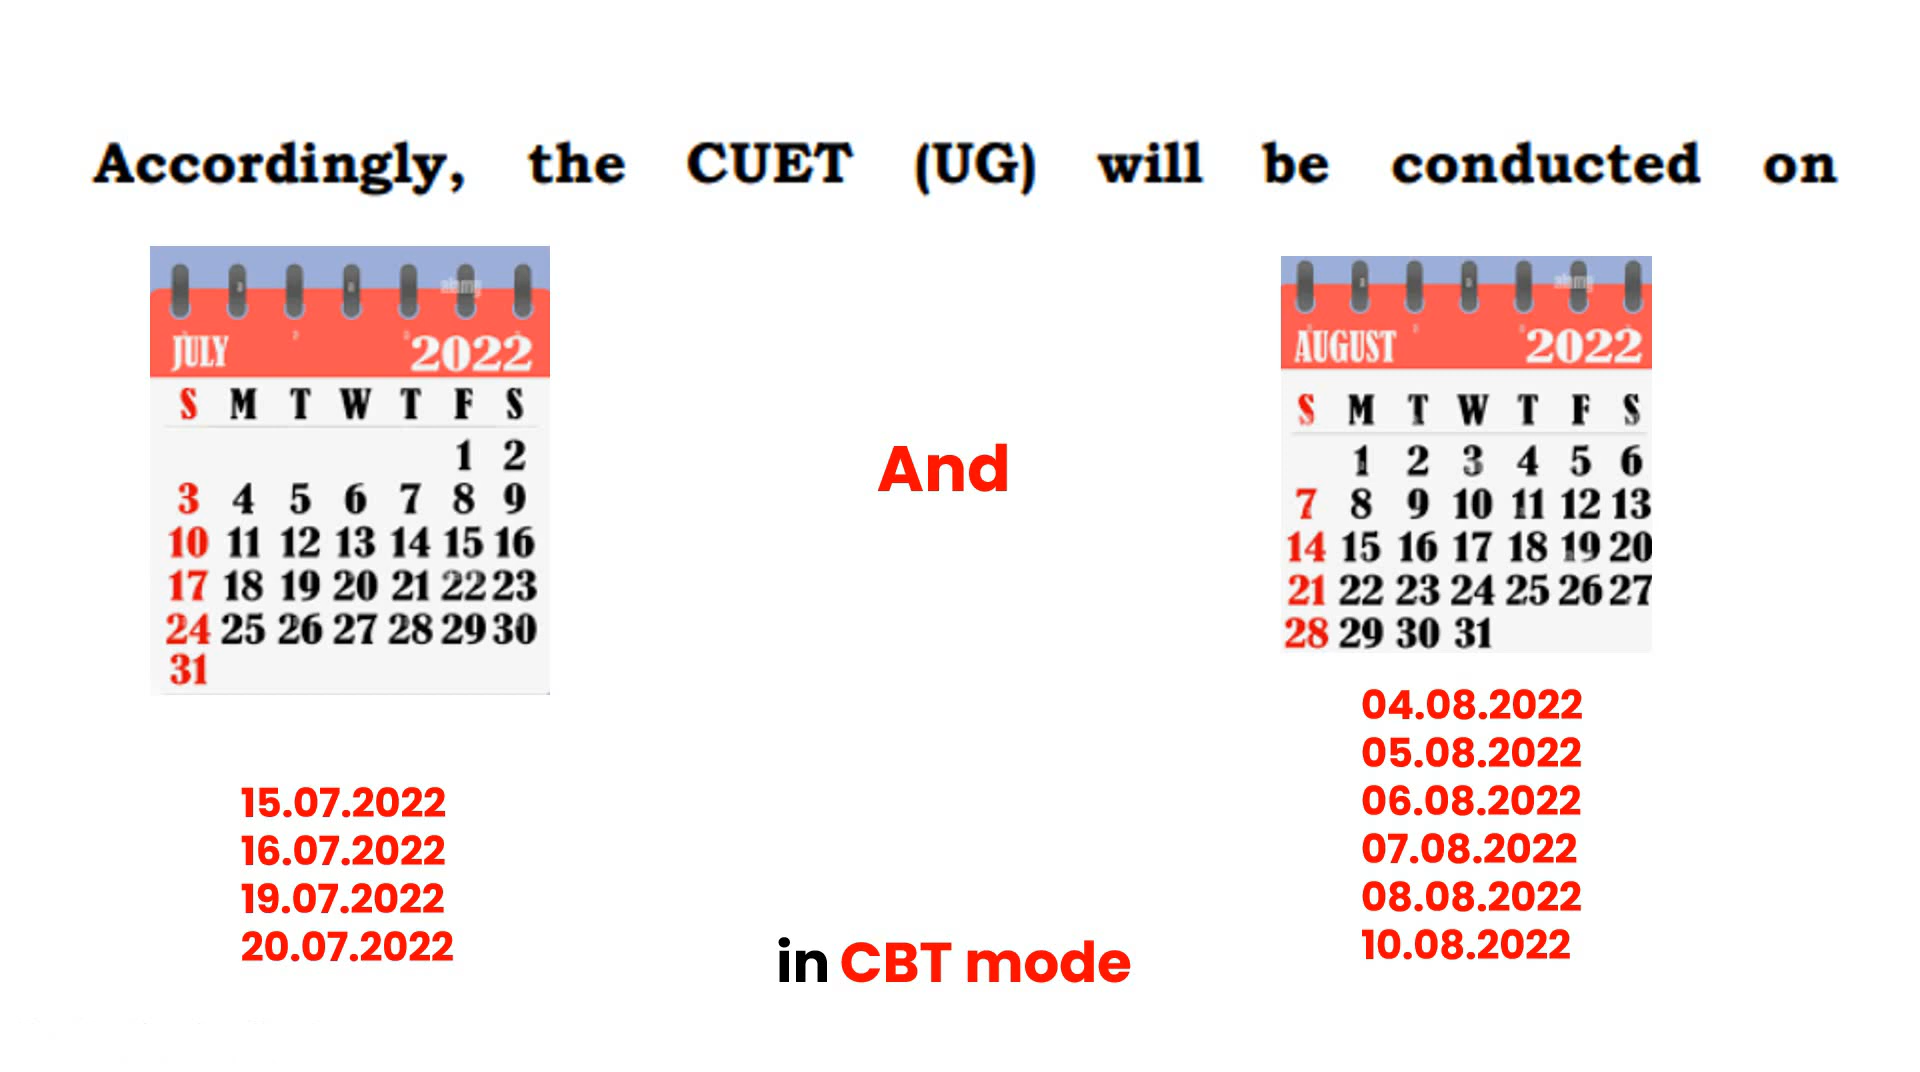 Accordingly, the CUET (UG) will be conducted on
JULY 2022
S M T W T F S
1 2
3 4 5 6 7 8 9
10 11 12 13 14 15 16
17 18 19 20 21 22 23
24 25 26 27 28 29 30
31
15.07.2022
16.07.2022
19.07.2022
20.07.2022
And
in CBT mode
alamy
AUGUST 2022
S M T W T F S
1 2 3 4 5 6
7 8 9 10 11 12 13
14 15 16 17 18 19 20
21 22 23 24 25 26 27
28 29 30 31
04.08.2022
05.08.2022
06.08.2022
07.08.2022
08.08.2022
10.08.2022